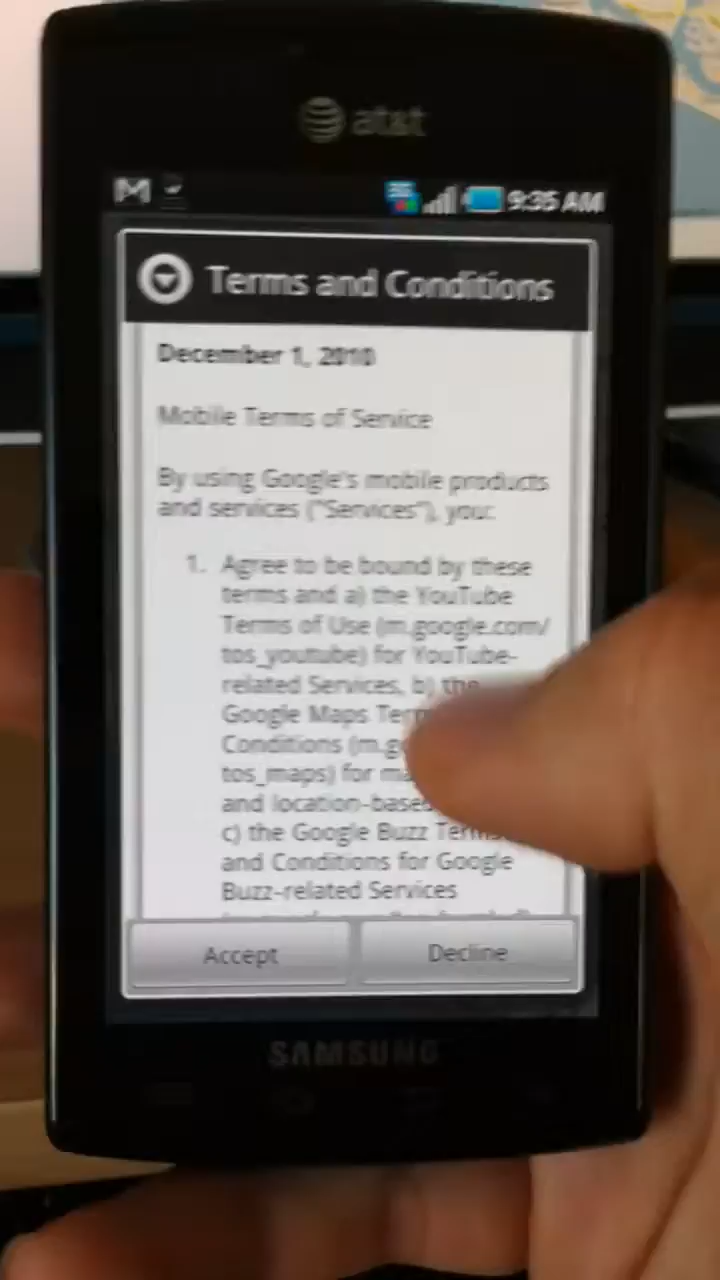 at&t
3G
9:35 AM
Terms and Conditions
December 1, 2010
Mobile Terms of Service
By using Google's mobile products
and services ("Services"), you:
1. Agree to be bound by these
terms and a) the YouTube
Terms of Use (m.google.com/
tos_youtube) for YouTube-
related Services, b) the
Google Maps
Conditions
tos_maps) for
and
c) the Google Buzz Terms
and Conditions for Google
Buzz-related Services
Accept
Decline
SAMSUNG